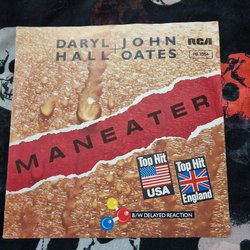 DARYL JOHN
HALL OATES
RCA
MANEATER
Top Hit
USA
Top Hit
England
B/W DELAYED REACTION